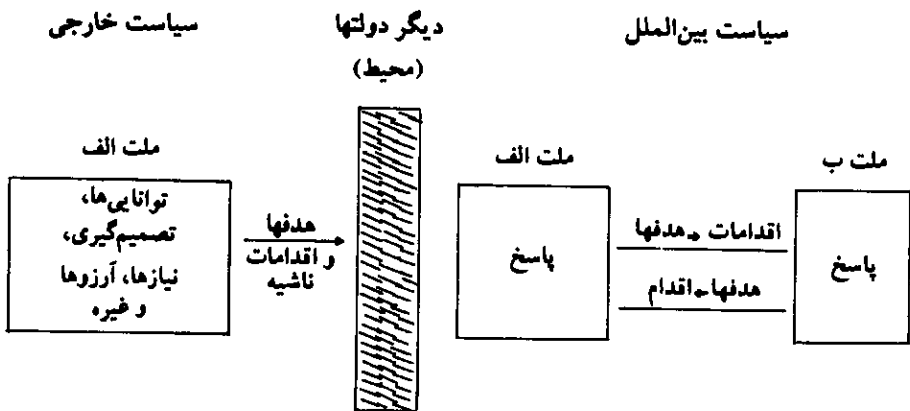 سیاست بین‌الملل
دیگر دولتها
(محیط)
سیاست خارجی
ملت ب
پاسخ
اقدامات ← هدفها
هدفها ← اقدام
ملت الف
پاسخ
هدفها
و اقدامات
ناشیه
ملت الف
توانایی‌ها،
تصمیم‌گیری،
نیازها، آرزوها
و غیره